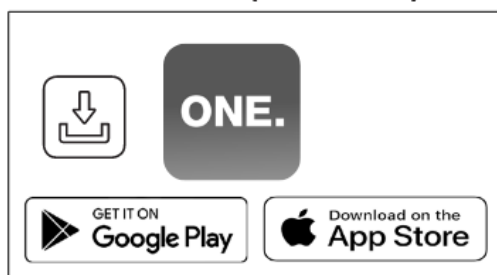 ONE.
GET IT ON
Google Play
Download on the
App Store